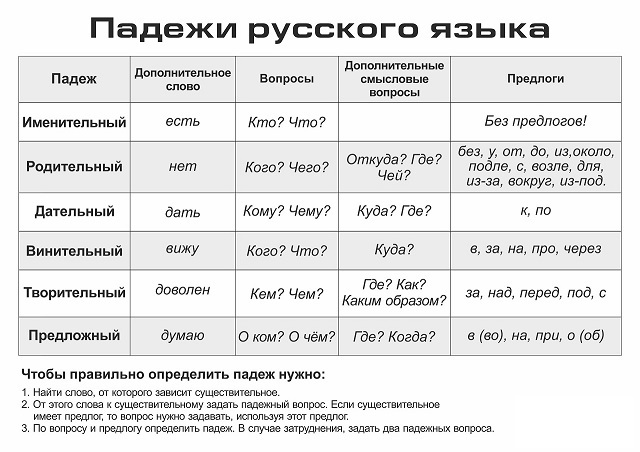 Падежи русского языка
Падеж
Дополнительное
слово
Вопросы
Дополнительные
смысловые
вопросы
Предлоги
Именительный
есть
Кто? Что?
Без предлогов!
Родительный
нет
Кого? Чего?
Откуда? Где?
Чей?
без, у, от, до, из,около,
подле, с, возле, для,
из-за, вокруг, из-под.
Дательный
дать
Кому? Чему?
Куда? Где?
к, по
Винительный
вижу
Кого? Что?
Куда?
в, за, на, про, через
Творительный
доволен
Кем? Чем?
Где? Как?
Каким образом?
за, над, перед, под, с
Предложный
думаю
О ком? О чём?
Где? Когда?
в (во), на, при, о (об)
Чтобы правильно определить падеж нужно:
1. Найти слово, от которого зависит существительное.
2. От этого слова к существительному задать падежный вопрос. Если существительное
имеет предлог, то вопрос нужно задавать, используя этот предлог.
3. По вопросу и предлогу определить падеж. В случае затруднения, задать два падежных вопроса.